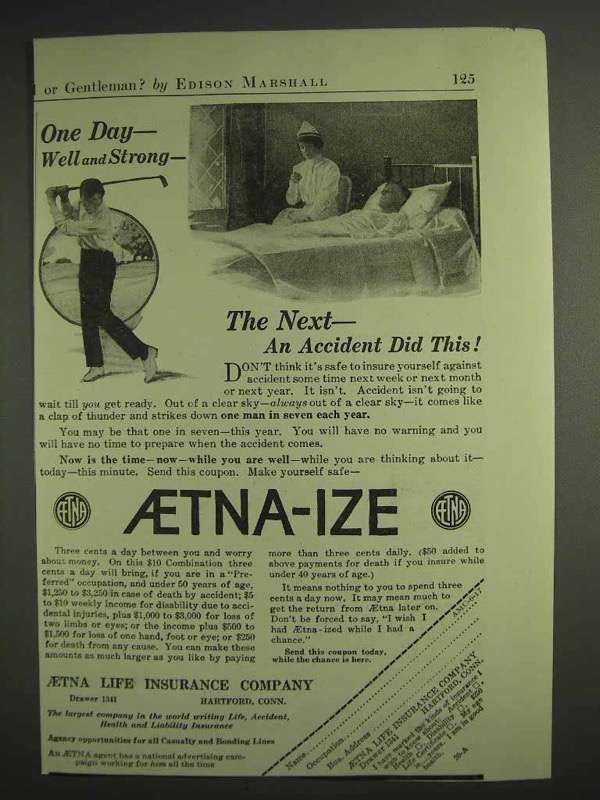 or Gentleman? by EDISON MARSHALL
125
One Day—
Well and Strong—
The Next—
An Accident Did This!
DON'T think it's safe to insure yourself against
accident some time next week or next month
or next year. It isn't. Accident isn't going to
wait till you get ready. Out of a clear sky—always out of a clear sky—it comes like
a clap of thunder and strikes down one man in seven each year.
You may be that one in seven—this year. You will have no warning and you
will have no time to prepare when the accident comes.
Now is the time—now—while you are well—while you are thinking about it—
today—this minute. Send this coupon. Make yourself safe—
ÆTNA
ÆTNA-IZE
ÆTNA
Three cents a day between you and worry
about money. On this $10 Combination three
cents a day will bring, if you are in a "Pre-
ferred" occupation, and under 50 years of age,
$1,250 to $3,250 in case of death by accident; $5
to $10 weekly income for disability due to acci-
dental injuries, plus $1,000 to $3,000 for loss of
two limbs or eyes; or the income plus $500 to
$1,500 for loss of one hand, foot or eye; or $250
for death from any cause. You can make these
amounts as much larger as you like by paying
more than three cents daily. ($50 added to
above payments for death if you insure while
under 40 years of age.)
It means nothing to you to spend three
cents a day now. It may mean much to
get the return from Ætna later on.
Don't be forced to say, "I wish I
had Ætna-ized while I had a
chance."
Send this coupon today,
while the chance is here.
ÆTNA LIFE INSURANCE COMPANY
Drawer 1341 HARTFORD, CONN.
The largest company in the world writing Life, Accident,
Health and Liability Insurance
Agency opportunities for all Casualty and Bonding Lines
An ÆTNA agent has a national advertising cam-
paign working for him all the time
ÆTNA LIFE INSURANCE COMPANY
Drawer 1341 HARTFORD, CONN.
Name
Occupation
Bus. Address